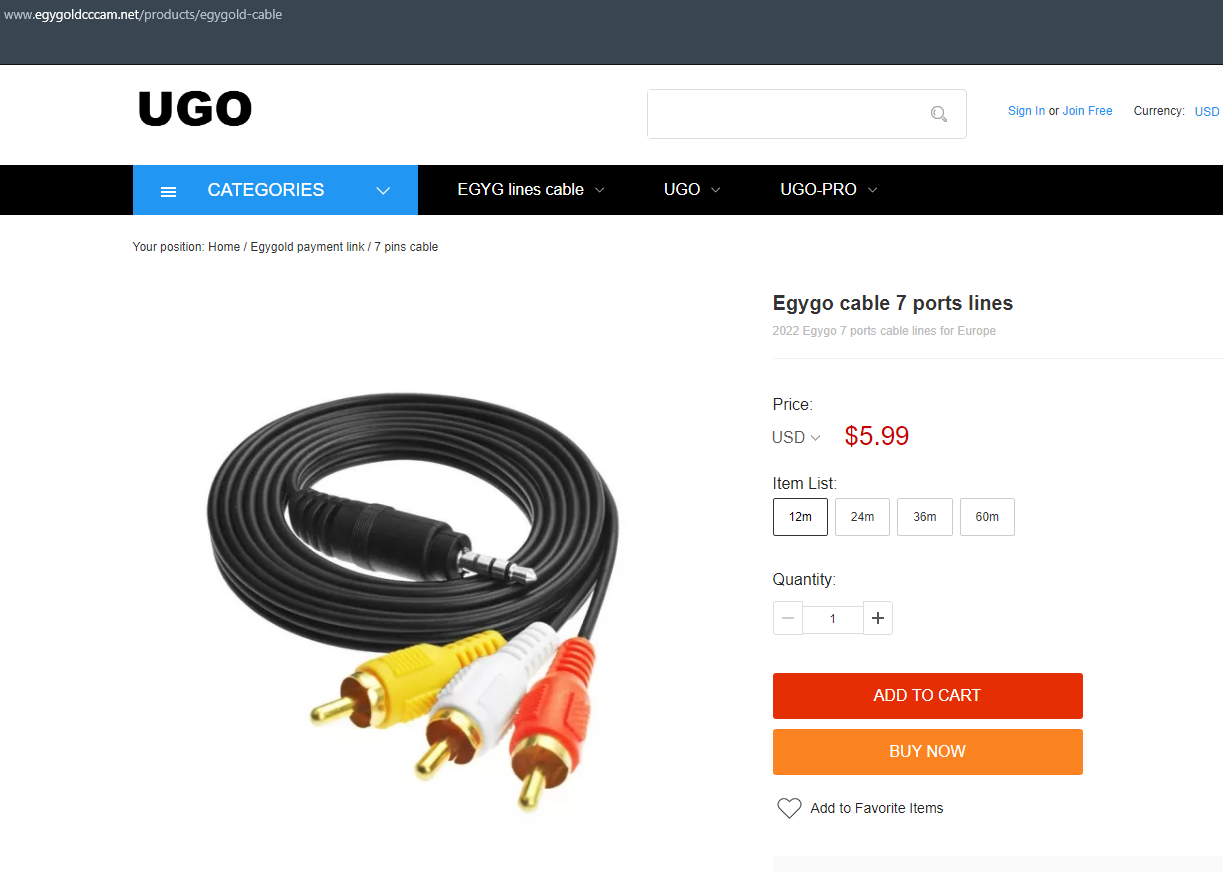 www.egygoldcccam.net/products/egygold-cable
UGO
Sign In or Join Free Currency: USD
CATEGORIES EGYG lines cable UGO UGO-PRO
Your position: Home / Egygold payment link / 7 pins cable
Egygo cable 7 ports lines
2022 Egygo 7 ports cable lines for Europe
Price:
USD $5.99
Item List:
12m 24m 36m 60m
Quantity:
1
ADD TO CART
BUY NOW
Add to Favorite Items